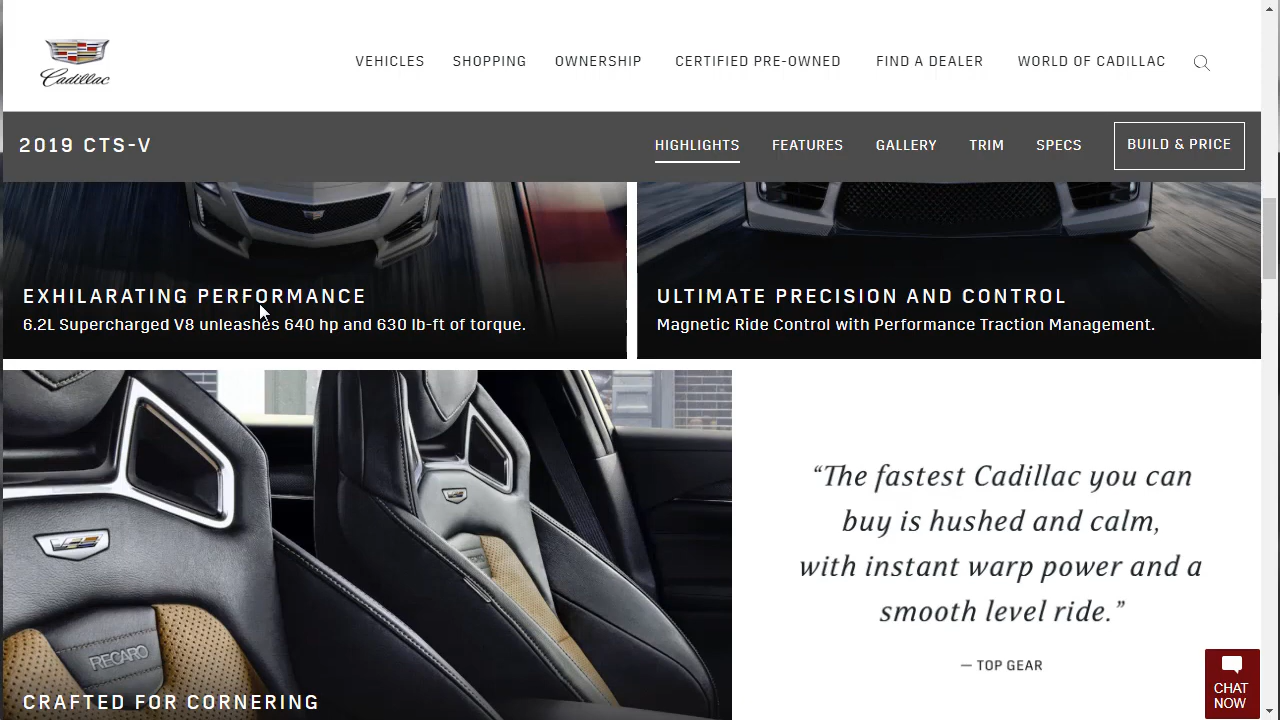 Cadillac
VEHICLES SHOPPING OWNERSHIP CERTIFIED PRE-OWNED FIND A DEALER WORLD OF CADILLAC
2019 CTS-V
HIGHLIGHTS FEATURES GALLERY TRIM SPECS BUILD & PRICE
EXHILARATING PERFORMANCE
6.2L Supercharged V8 unleashes 640 hp and 630 lb-ft of torque.
ULTIMATE PRECISION AND CONTROL
Magnetic Ride Control with Performance Traction Management.
RECARO
CRAFTED FOR CORNERING
“The fastest Cadillac you can
buy is hushed and calm,
with instant warp power and a
smooth level ride.”
— TOP GEAR
CHAT
NOW